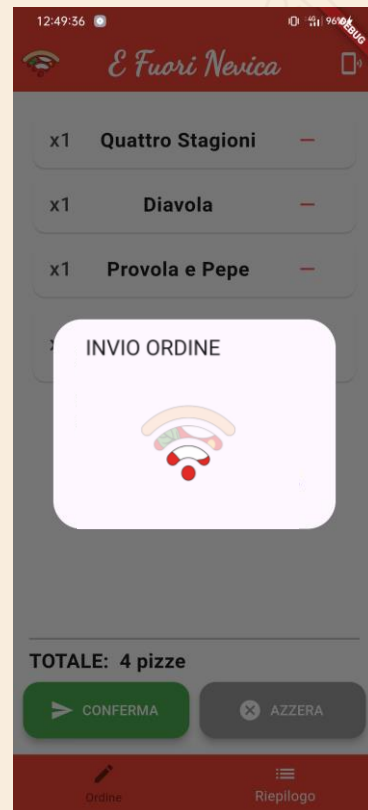 12:49:36 4G 96%
DEBUG
E Fuori Nevica
x1 Quattro Stagioni
x1 Diavola
x1 Provola e Pepe
INVIO ORDINE
TOTALE: 4 pizze
CONFERMA AZZERA
Ordine Riepilogo